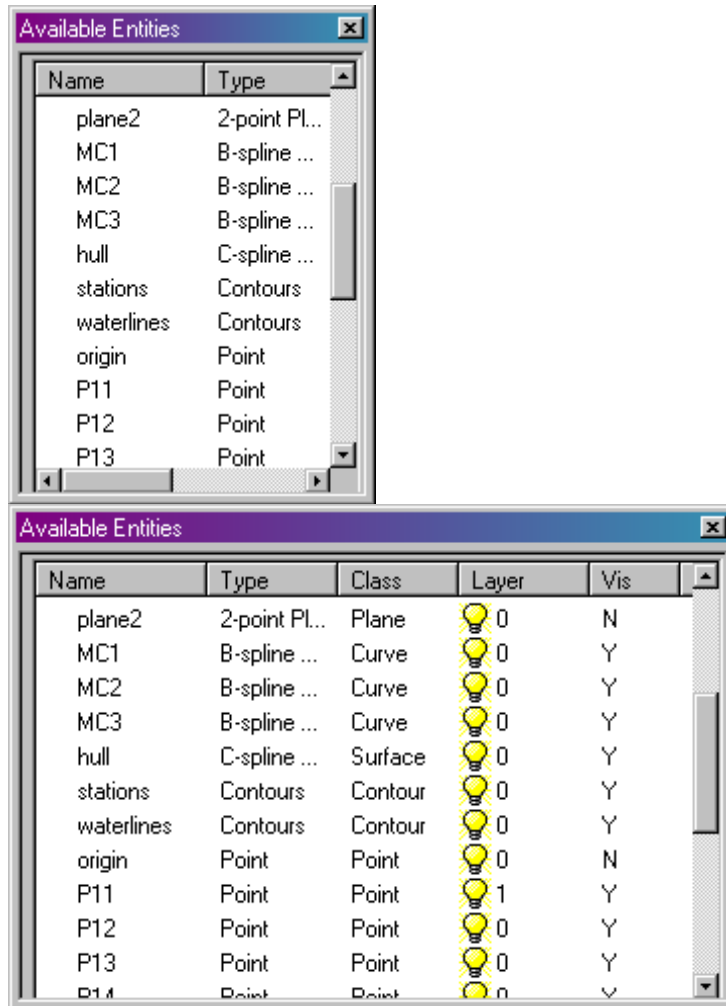 Available Entities
Name Type
plane2 2-point Pl...
MC1 B-spline ...
MC2 B-spline ...
MC3 B-spline ...
hull C-spline ...
stations Contours
waterlines Contours
origin Point
P11 Point
P12 Point
P13 Point
Available Entities
Name Type Class Layer Vis
plane2 2-point Pl... Plane 0 N
MC1 B-spline ... Curve 0 Y
MC2 B-spline ... Curve 0 Y
MC3 B-spline ... Curve 0 Y
hull C-spline ... Surface 0 Y
stations Contours Contour 0 Y
waterlines Contours Contour 0 Y
origin Point Point 0 N
P11 Point Point 1 Y
P12 Point Point 0 Y
P13 Point Point 0 Y
P14 Point Point 0 Y